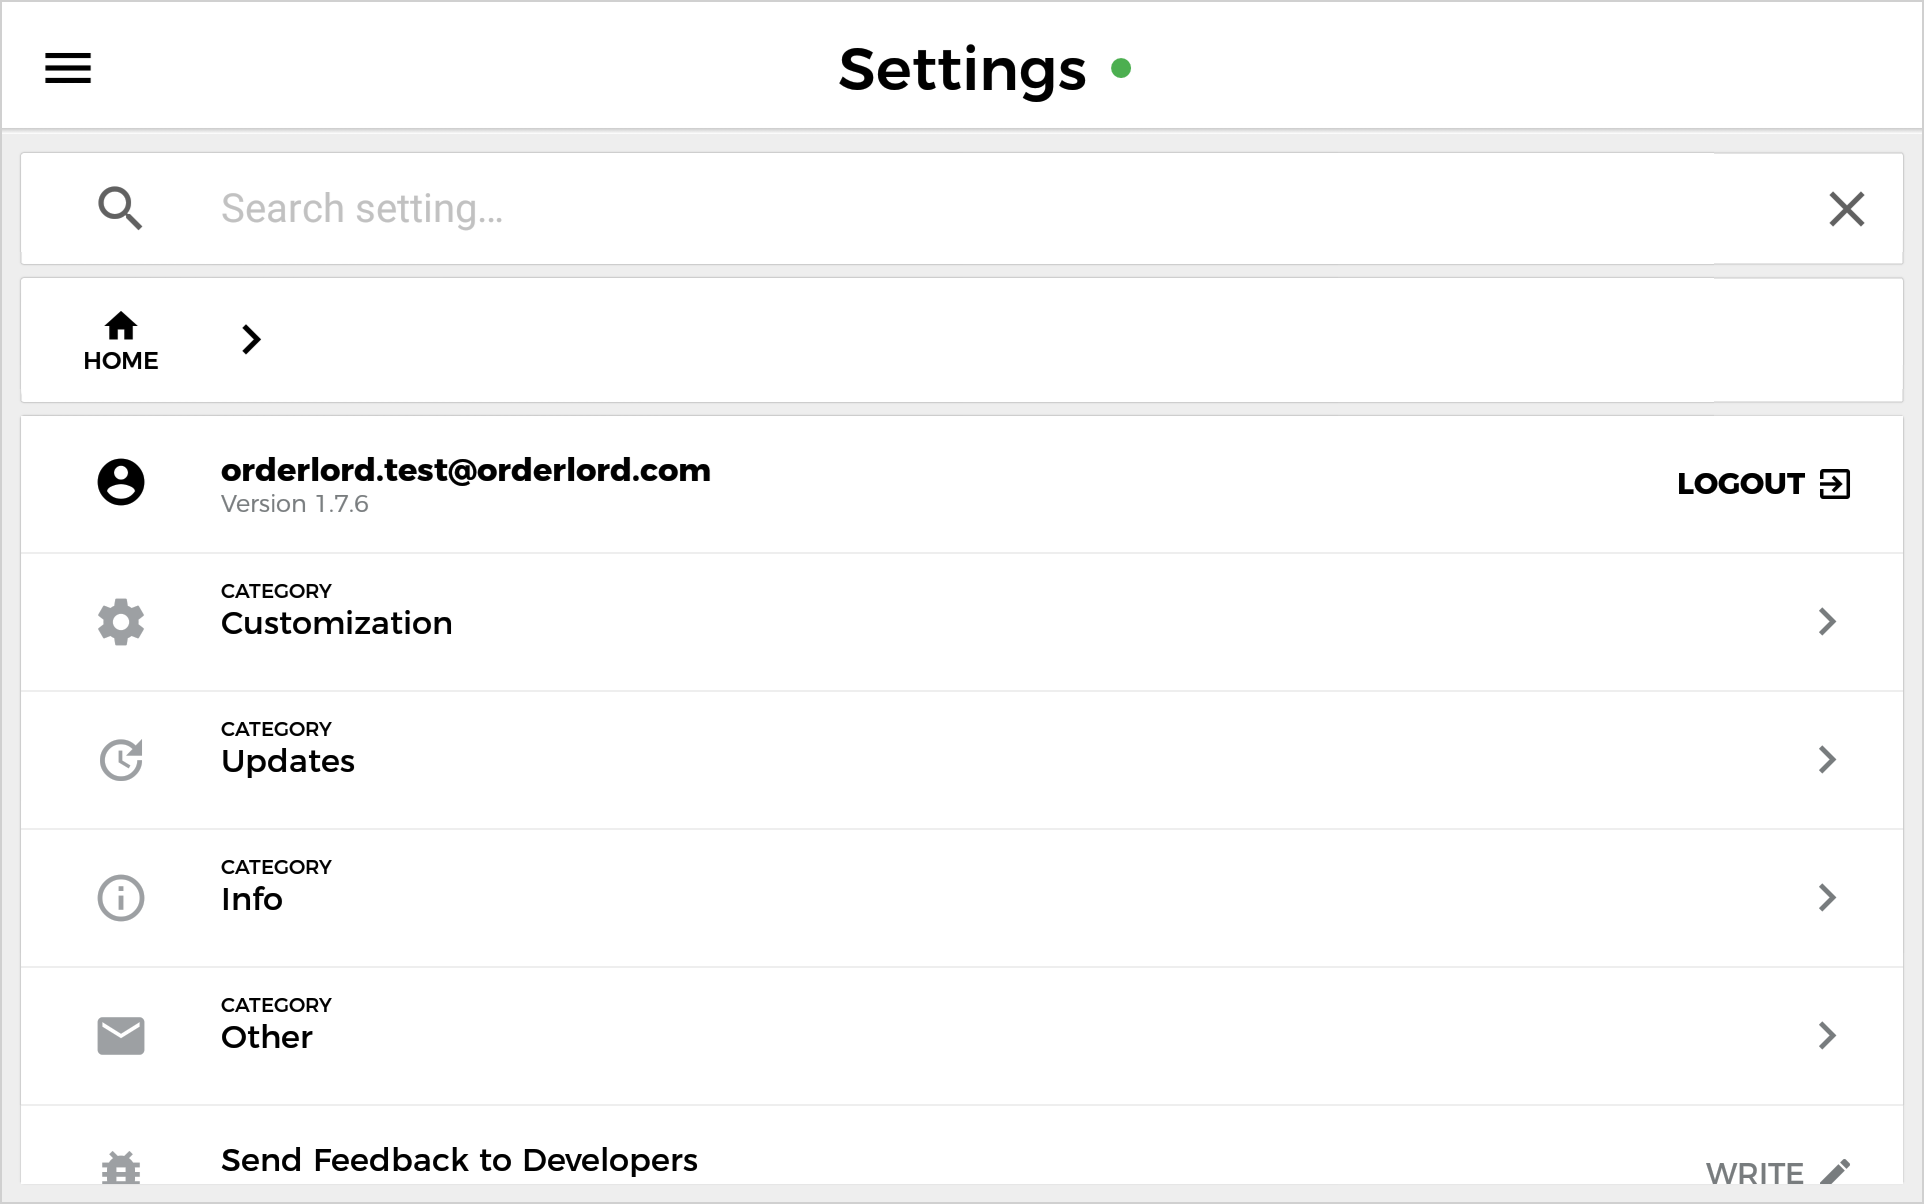 Settings
Search setting...
HOME
orderlord.test@orderlord.com
Version 1.7.6
LOGOUT
CATEGORY
Customization
CATEGORY
Updates
CATEGORY
Info
CATEGORY
Other
Send Feedback to Developers
WRITE